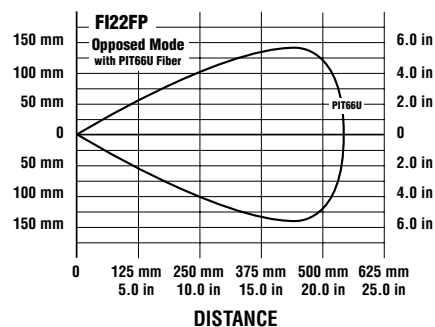 FI22FP
Opposed Mode
with PIT66U Fiber
150 mm 6.0 in
100 mm 4.0 in
50 mm 2.0 in
PIT66U
0 0
50 mm 2.0 in
100 mm 4.0 in
150 mm 6.0 in
0 125 mm 250 mm 375 mm 500 mm 625 mm
5.0 in 10.0 in 15.0 in 20.0 in 25.0 in
DISTANCE